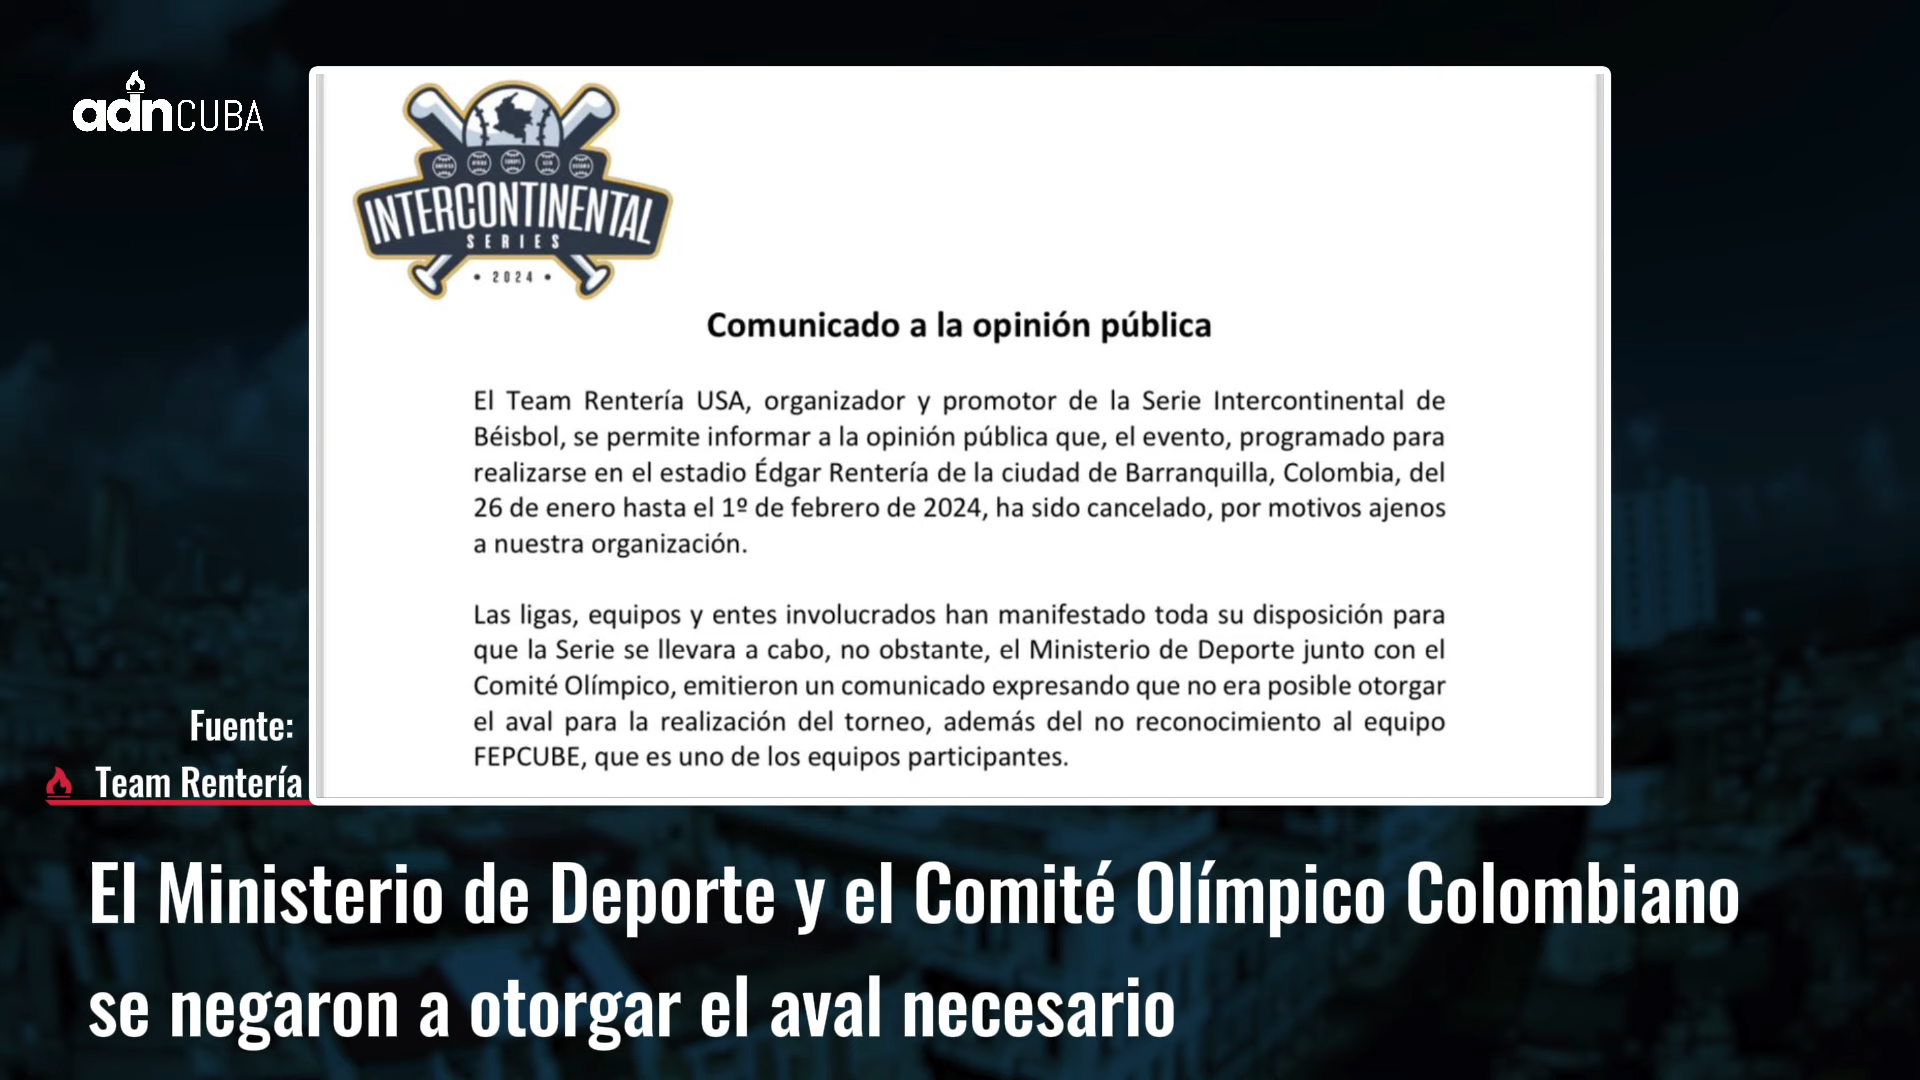 adn CUBA
INTERCONTINENTAL
SERIES
• 2024 •
Comunicado a la opinión pública
El Team Rentería USA, organizador y promotor de la Serie Intercontinental de
Béisbol, se permite informar a la opinión pública que, el evento, programado para
realizarse en el estadio Édgar Rentería de la ciudad de Barranquilla, Colombia, del
26 de enero hasta el 1º de febrero de 2024, ha sido cancelado, por motivos ajenos
a nuestra organización.
Las ligas, equipos y entes involucrados han manifestado toda su disposición para
que la Serie se llevara a cabo, no obstante, el Ministerio de Deporte junto con el
Comité Olímpico, emitieron un comunicado expresando que no era posible otorgar
el aval para la realización del torneo, además del no reconocimiento al equipo
FEPCUBE, que es uno de los equipos participantes.
Fuente:
Team Rentería
El Ministerio de Deporte y el Comité Olímpico Colombiano
se negaron a otorgar el aval necesario